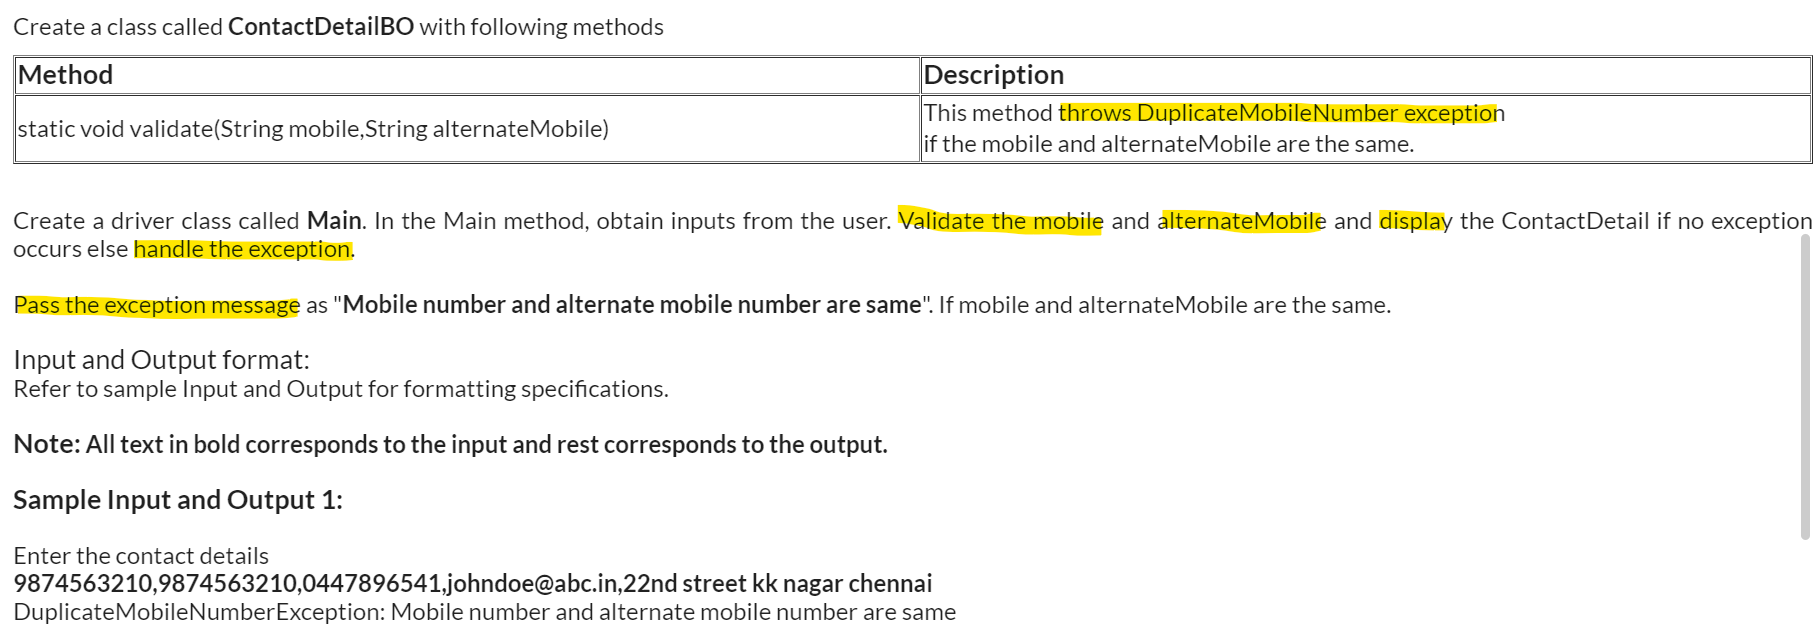 Create a class called ContactDetailBO with following methods
Method Description
static void validate(String mobile,String alternateMobile) This method throws DuplicateMobileNumber exception
if the mobile and alternateMobile are the same.
Create a driver class called Main. In the Main method, obtain inputs from the user. Validate the mobile and alternateMobile and display the ContactDetail if no exception
occurs else handle the exception.
Pass the exception message as "Mobile number and alternate mobile number are same". If mobile and alternateMobile are the same.
Input and Output format:
Refer to sample Input and Output for formatting specifications.
Note: All text in bold corresponds to the input and rest corresponds to the output.
Sample Input and Output 1:
Enter the contact details
9874563210,9874563210,0447896541,johndoe@abc.in,22nd street kk nagar chennai
DuplicateMobileNumberException: Mobile number and alternate mobile number are same